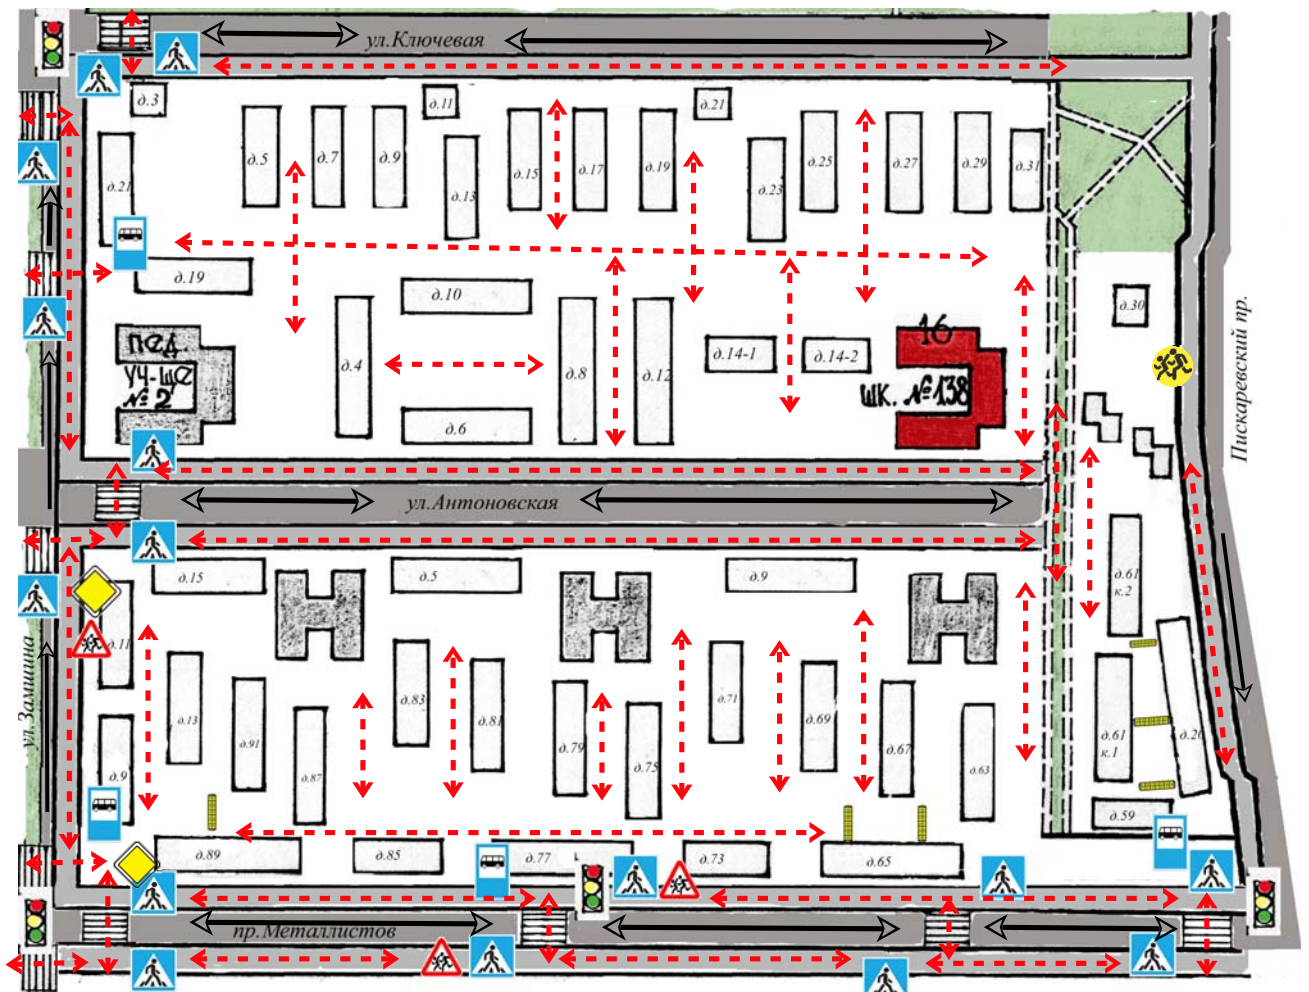 ул.Ключевая
д.3
д.11
д.21
д.5
д.7
д.9
д.13
д.15
д.17
д.19
д.23
д.25
д.27
д.29
д.31
д.21
д.19
д.10
д.30
пед
уч-ще
№2
д.4
д.8
д.12
д.14-1
д.14-2
16
шк. №138
д.6
Пискаревский пр.
ул.Антоновская
д.15
д.5
д.9
д.61
к.2
д.11
д.13
д.91
д.87
д.83
д.81
д.79
д.75
д.71
д.69
д.67
д.63
д.61
к.1
д.26
ул.Замшина
д.9
д.59
д.89
д.85
д.77
д.73
д.65
пр.Металлистов